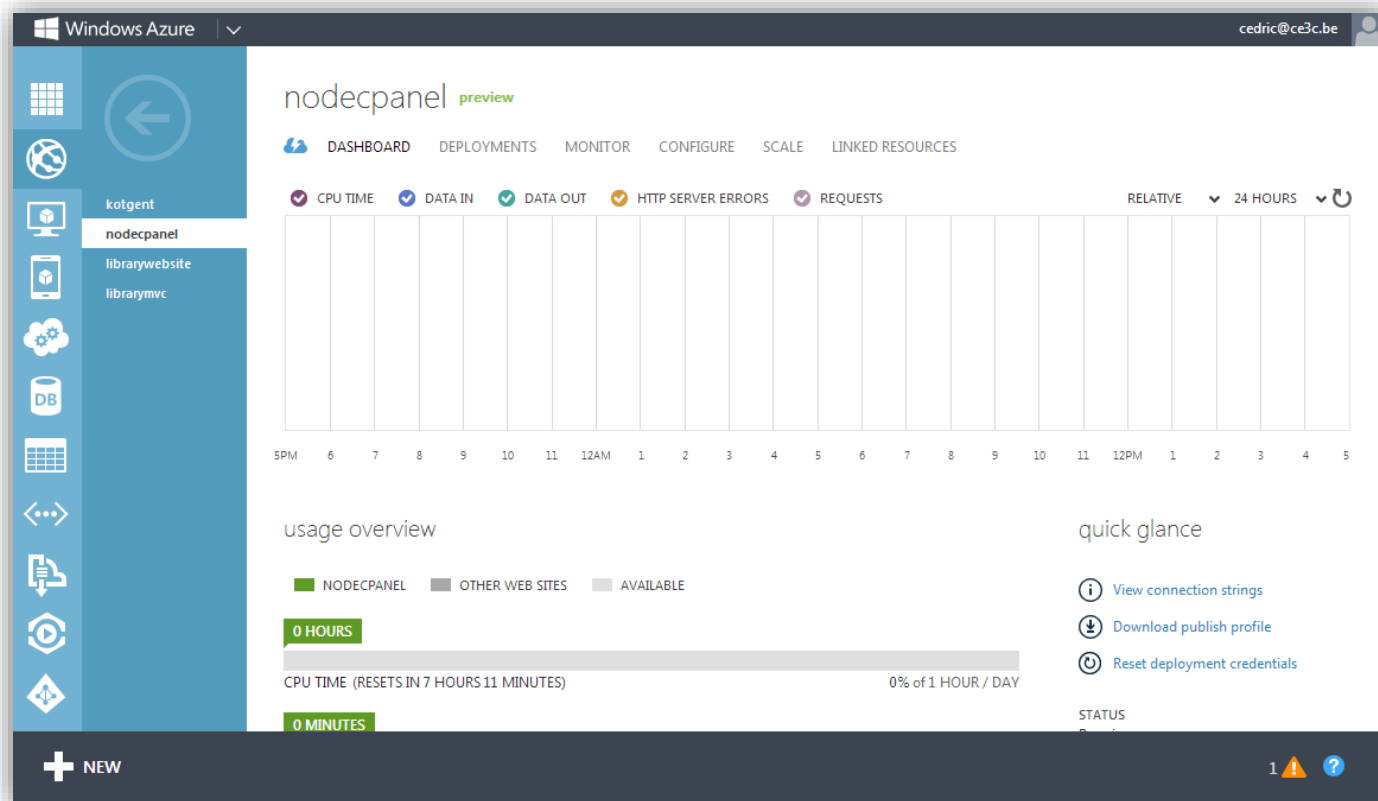 Windows Azure
cedric@ce3c.be
nodecpanel preview
DASHBOARD DEPLOYMENTS MONITOR CONFIGURE SCALE LINKED RESOURCES
kotgent
nodecpanel
librarywebsite
librarymvc
CPU TIME DATA IN DATA OUT HTTP SERVER ERRORS REQUESTS RELATIVE 24 HOURS
5PM 6 7 8 9 10 11 12AM 1 2 3 4 5 6 7 8 9 10 11 12PM 1 2 3 4 5
DB
usage overview
NODECPANEL OTHER WEB SITES AVAILABLE
0 HOURS
CPU TIME (RESETS IN 7 HOURS 11 MINUTES) 0% of 1 HOUR / DAY
0 MINUTES
quick glance
View connection strings
Download publish profile
Reset deployment credentials
STATUS
NEW
1